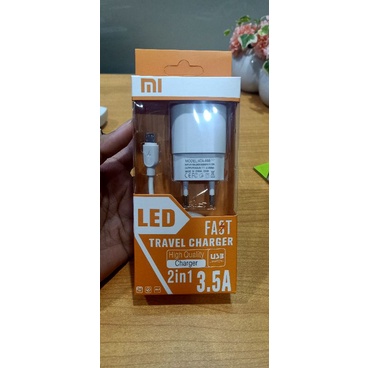 mi
LED
FAST
TRAVEL CHARGER
High Quality
Charger
USB
2in1 3.5A